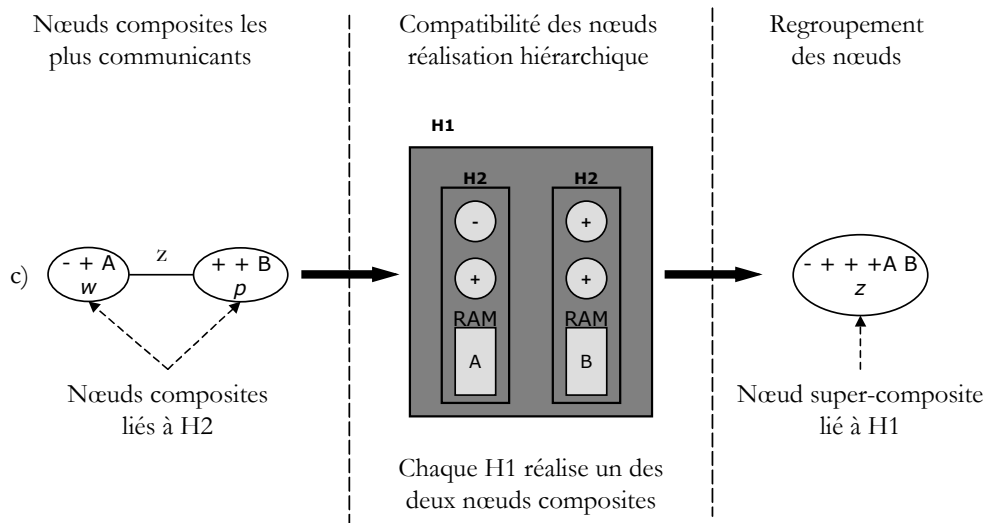 Nœuds composites les
plus communicants
Compatibilité des nœuds
réalisation hiérarchique
Regroupement
des nœuds
H1
H2
H2
-
+
+
+
RAM
RAM
A
B
c)
- + A
w
z
+ + B
p
- + + +A B
z
Nœuds composites
liés à H2
Nœud super-composite
lié à H1
Chaque H1 réalise un des
deux nœuds composites